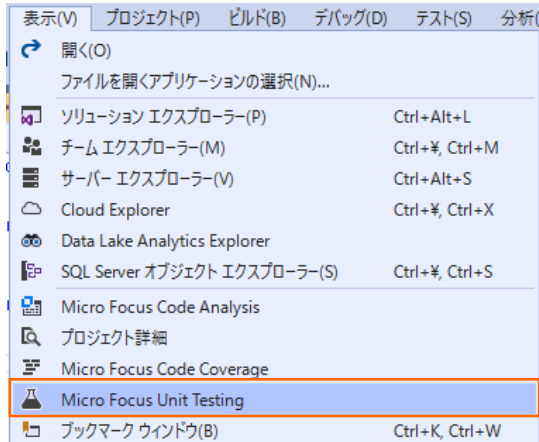 表示(V) プロジェクト(P) ビルド(B) デバッグ(D) テスト(S) 分析(
開く(O)
ファイルを開くアプリケーションの選択(N)...
ソリューション エクスプローラー(P) Ctrl+Alt+L
チーム エクスプローラー(M) Ctrl+¥, Ctrl+M
サーバー エクスプローラー(V) Ctrl+Alt+S
Cloud Explorer Ctrl+¥, Ctrl+X
Data Lake Analytics Explorer
SQL Server オブジェクト エクスプローラー(S) Ctrl+¥, Ctrl+S
Micro Focus Code Analysis
プロジェクト詳細
Micro Focus Code Coverage
Micro Focus Unit Testing
ブックマーク ウィンドウ(B) Ctrl+K, Ctrl+W